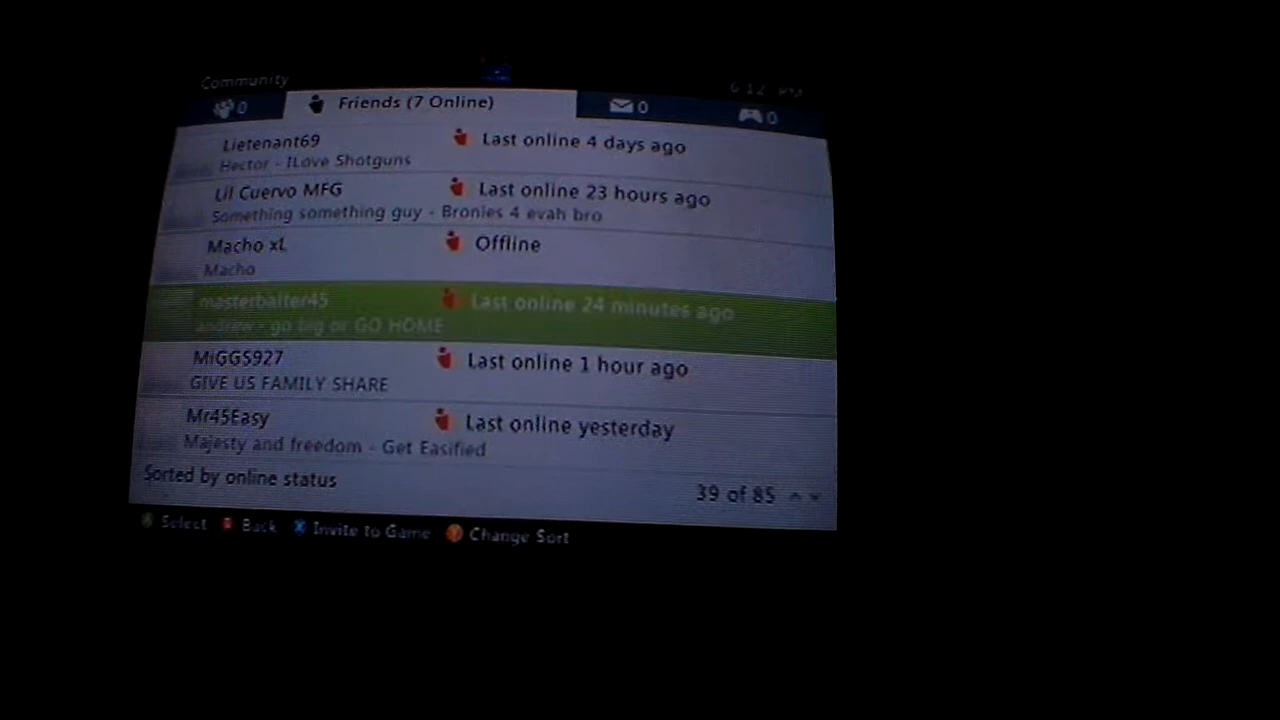 Community
6:12 PM
0
Friends (7 Online)
0
0
Lietenant69
Last online 4 days ago
Hector - ILove Shotguns
Lil Cuervo MFG
Last online 23 hours ago
Something something guy - Bronies 4 evah bro
Macho xL
Offline
Macho
masterbaiter45
Last online 24 minutes ago
andrew - go big or GO HOME
MiGG5927
Last online 1 hour ago
GIVE US FAMILY SHARE
Mr45Easy
Last online yesterday
Majesty and freedom - Get Easified
Sorted by online status
39 of 85
Select Back X Invite to Game Y Change Sort